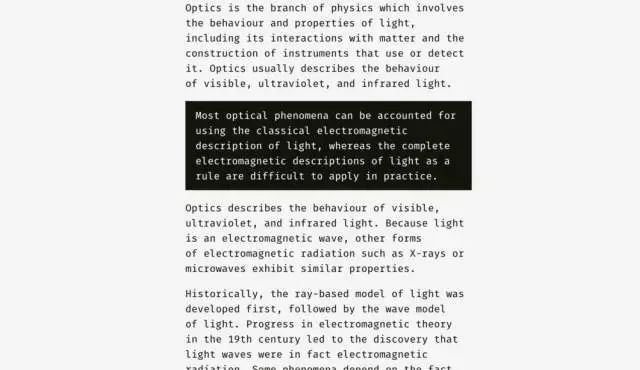 Optics is the branch of physics which involves
the behaviour and properties of light,
including its interactions with matter and the
construction of instruments that use or detect
it. Optics usually describes the behaviour
of visible, ultraviolet, and infrared light.
Most optical phenomena can be accounted for
using the classical electromagnetic
description of light, whereas the complete
electromagnetic descriptions of light as a
rule are difficult to apply in practice.
Optics describes the behaviour of visible,
ultraviolet, and infrared light. Because light
is an electromagnetic wave, other forms
of electromagnetic radiation such as X-rays or
microwaves exhibit similar properties.
Historically, the ray-based model of light was
developed first, followed by the wave model
of light. Progress in electromagnetic theory
in the 19th century led to the discovery that
light waves were in fact electromagnetic
radiation. Some phenomena depend on the fact